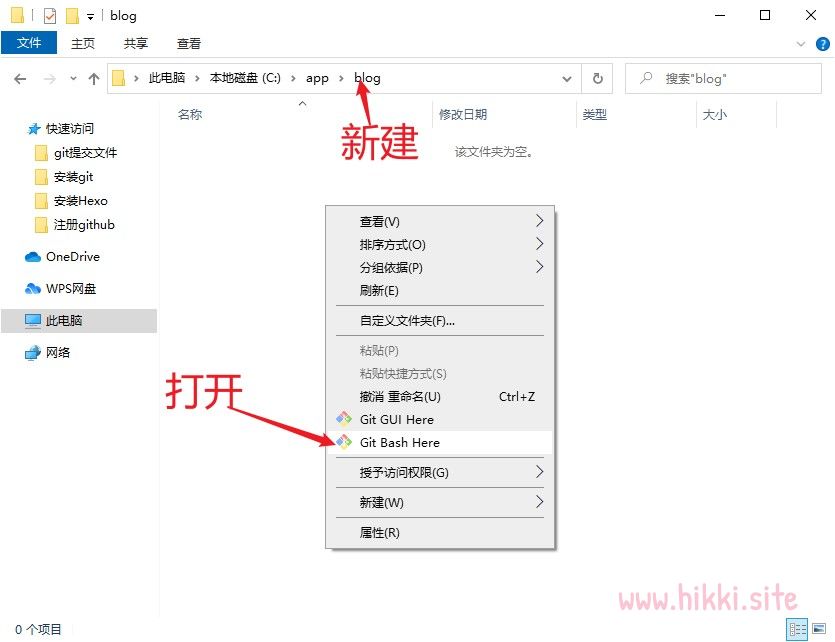 blog
文件 主页 共享 查看
此电脑 本地磁盘 (C:) app blog 搜索"blog"
名称 修改日期 类型 大小
新建
该文件夹为空。
快速访问
git提交文件
安装git
安装Hexo
注册github
OneDrive
WPS网盘
此电脑
网络
打开
查看(V)
排序方式(O)
分组依据(P)
刷新(E)
自定义文件夹(F)...
粘贴(P)
粘贴快捷方式(S)
撤消 重命名(U) Ctrl+Z
Git GUI Here
Git Bash Here
授予访问权限(G)
新建(W)
属性(R)
www.hikki.site
0 个项目